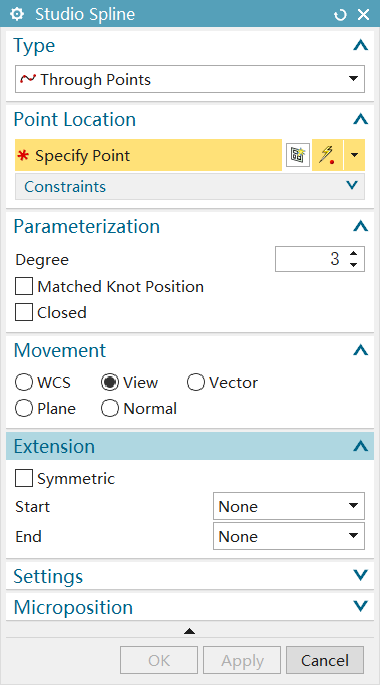 Studio Spline
Type
Through Points
Point Location
* Specify Point
Constraints
Parameterization
Degree 3
Matched Knot Position
Closed
Movement
WCS View Vector
Plane Normal
Extension
Symmetric
Start None
End None
Settings
Microposition
OK Apply Cancel